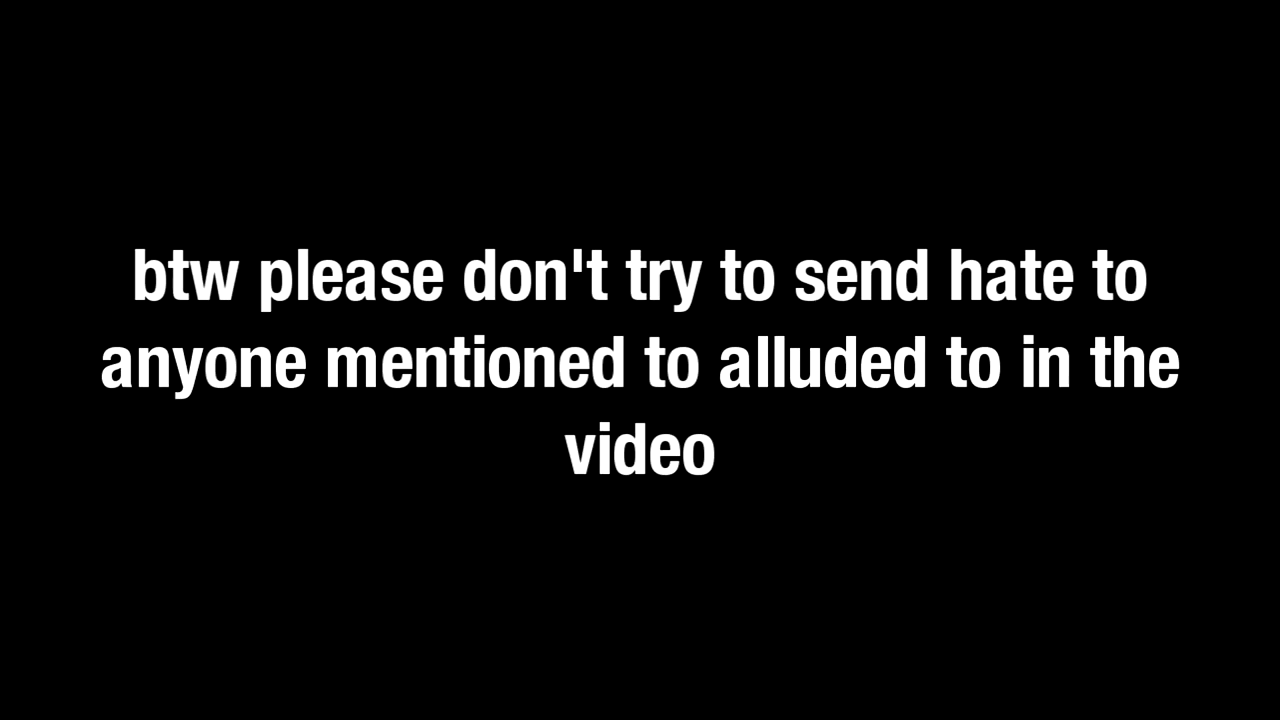 btw please don't try to send hate to
anyone mentioned to alluded to in the
video